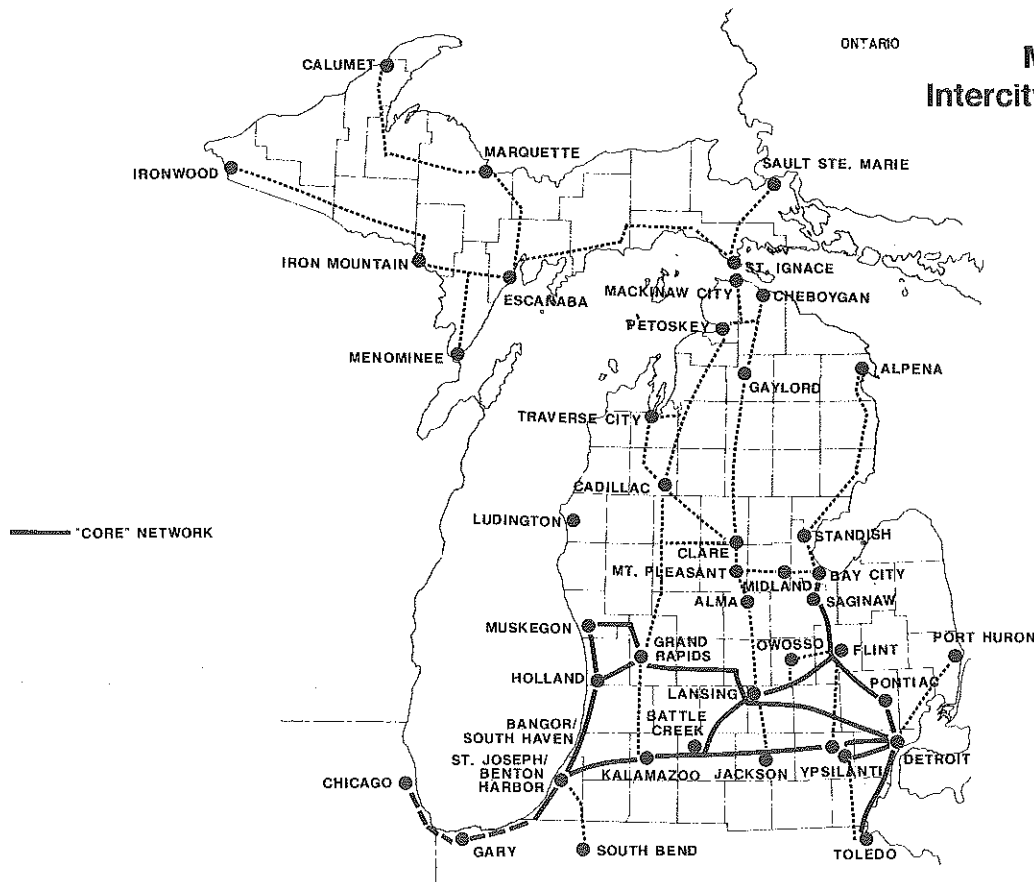 ONTARIO
M
Intercity
CALUMET
MARQUETTE
SAULT STE. MARIE
IRONWOOD
IRON MOUNTAIN
ST. IGNACE
ESCANABA
MACKINAW CITY
CHEBOYGAN
PETOSKEY
MENOMINEE
ALPENA
GAYLORD
TRAVERSE CITY
CADILLAC
LUDINGTON
"CORE" NETWORK
STANDISH
CLARE
MT. PLEASANT
MIDLAND
BAY CITY
ALMA
SAGINAW
MUSKEGON
GRAND
RAPIDS
OWOSSO
FLINT
PORT HURON
HOLLAND
LANSING
PONTIAC
BANGOR/
SOUTH HAVEN
BATTLE
CREEK
ST. JOSEPH/
BENTON
HARBOR
KALAMAZOO
JACKSON
YPSILANTI
DETROIT
CHICAGO
GARY
SOUTH BEND
TOLEDO